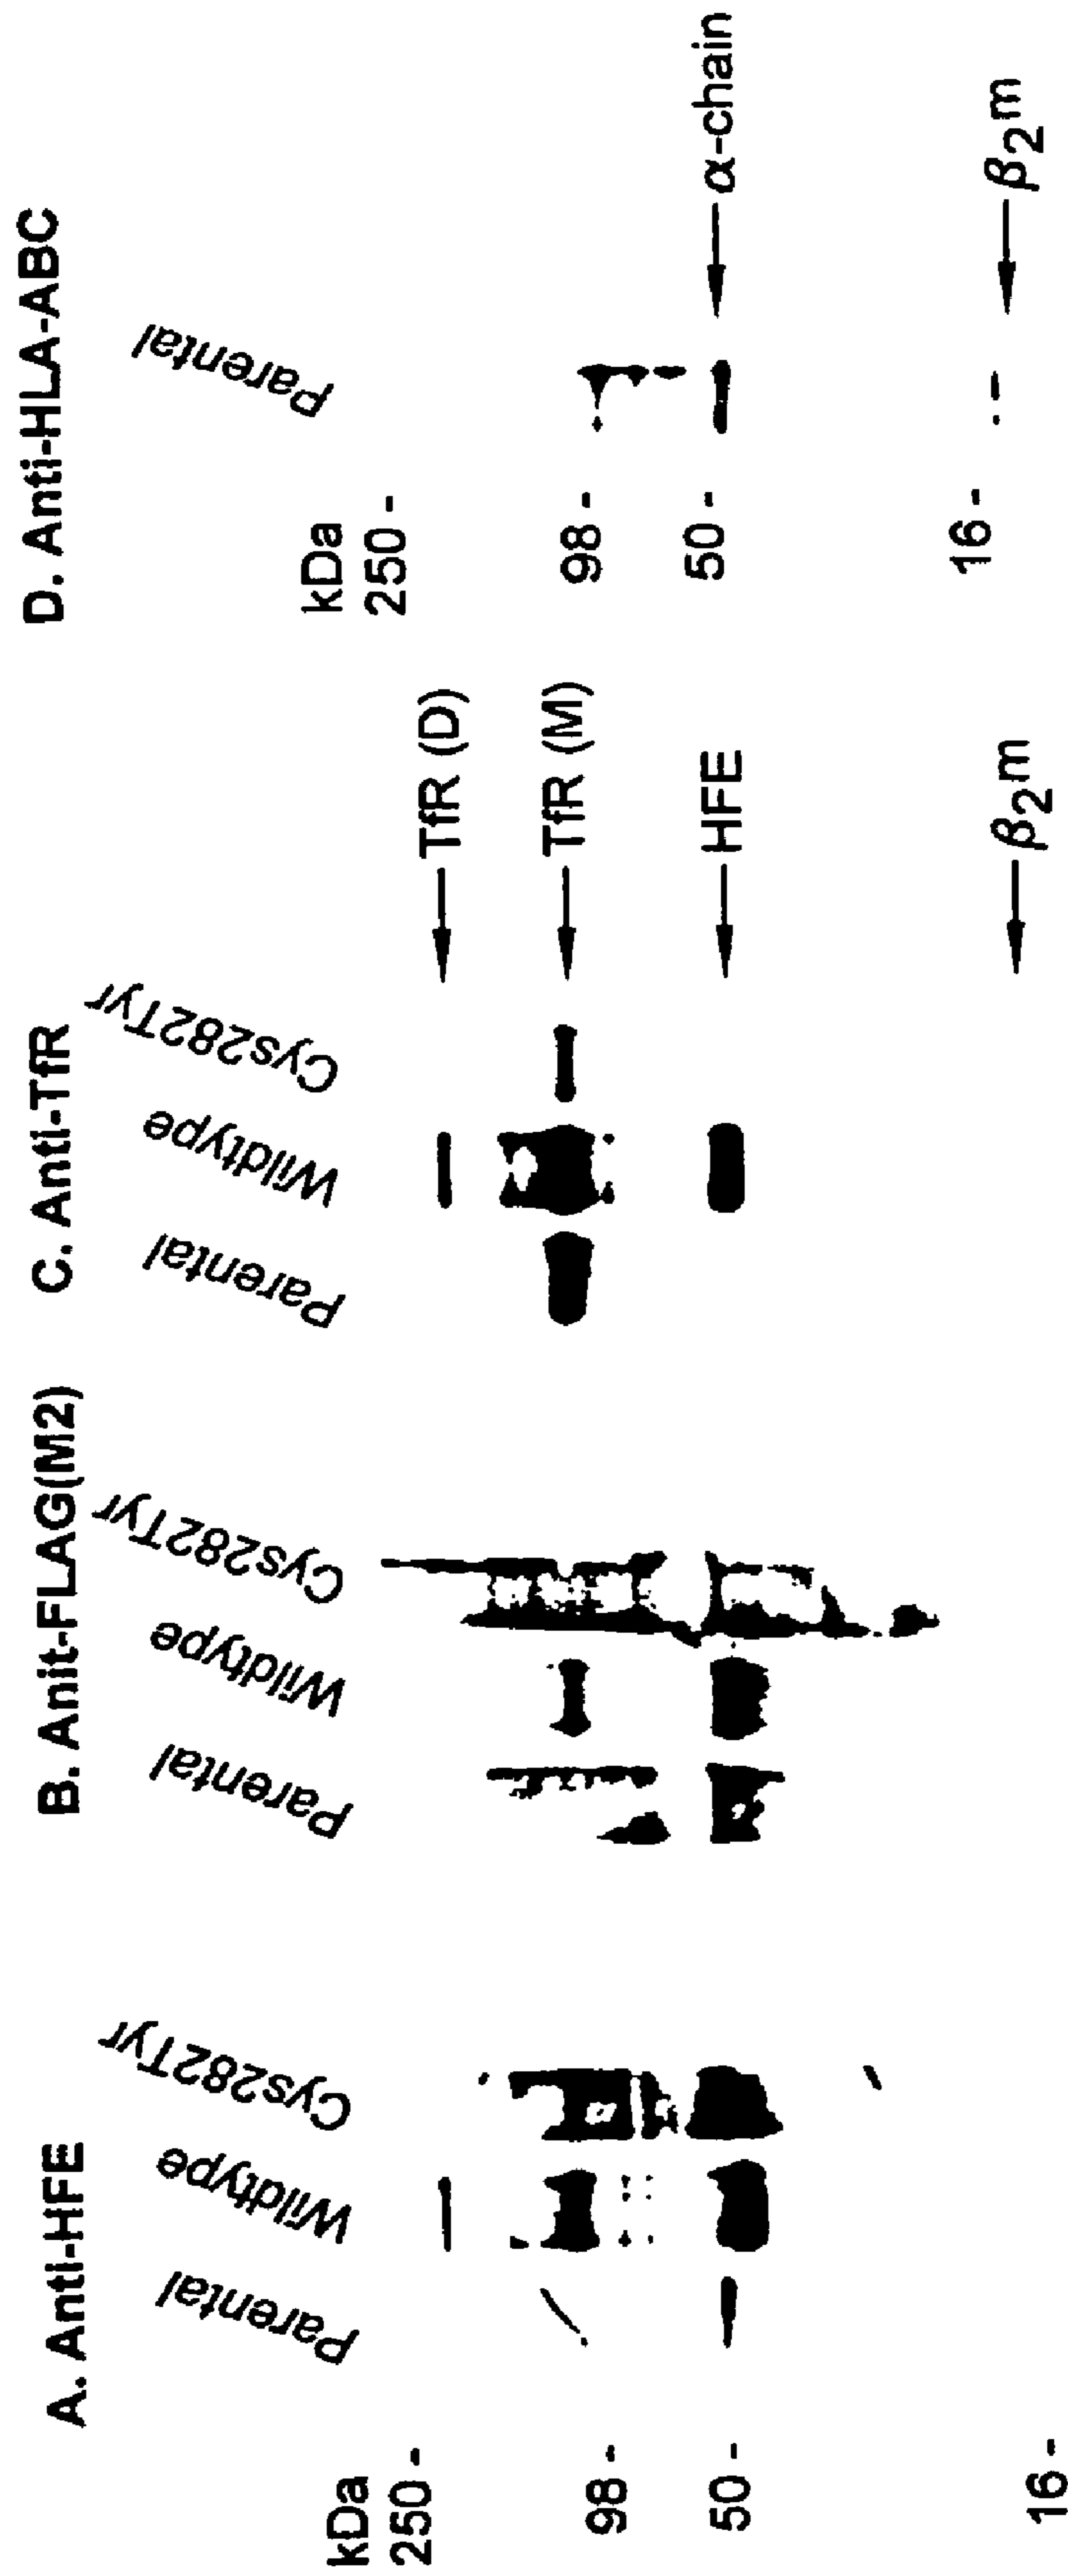 A. Anti-HFE
Parental
Wildtype
Cys282Tyr
kDa
250 -
98 -
50 -
16 -
B. Anit-FLAG(M2)
Parental
Wildtype
Cys282Tyr
C. Anti-TfR
Parental
Wildtype
Cys282Tyr
TfR (D)
TfR (M)
HFE
β2m
D. Anti-HLA-ABC
Parental
kDa
250 -
98 -
50 -
16 -
α-chain
β2m